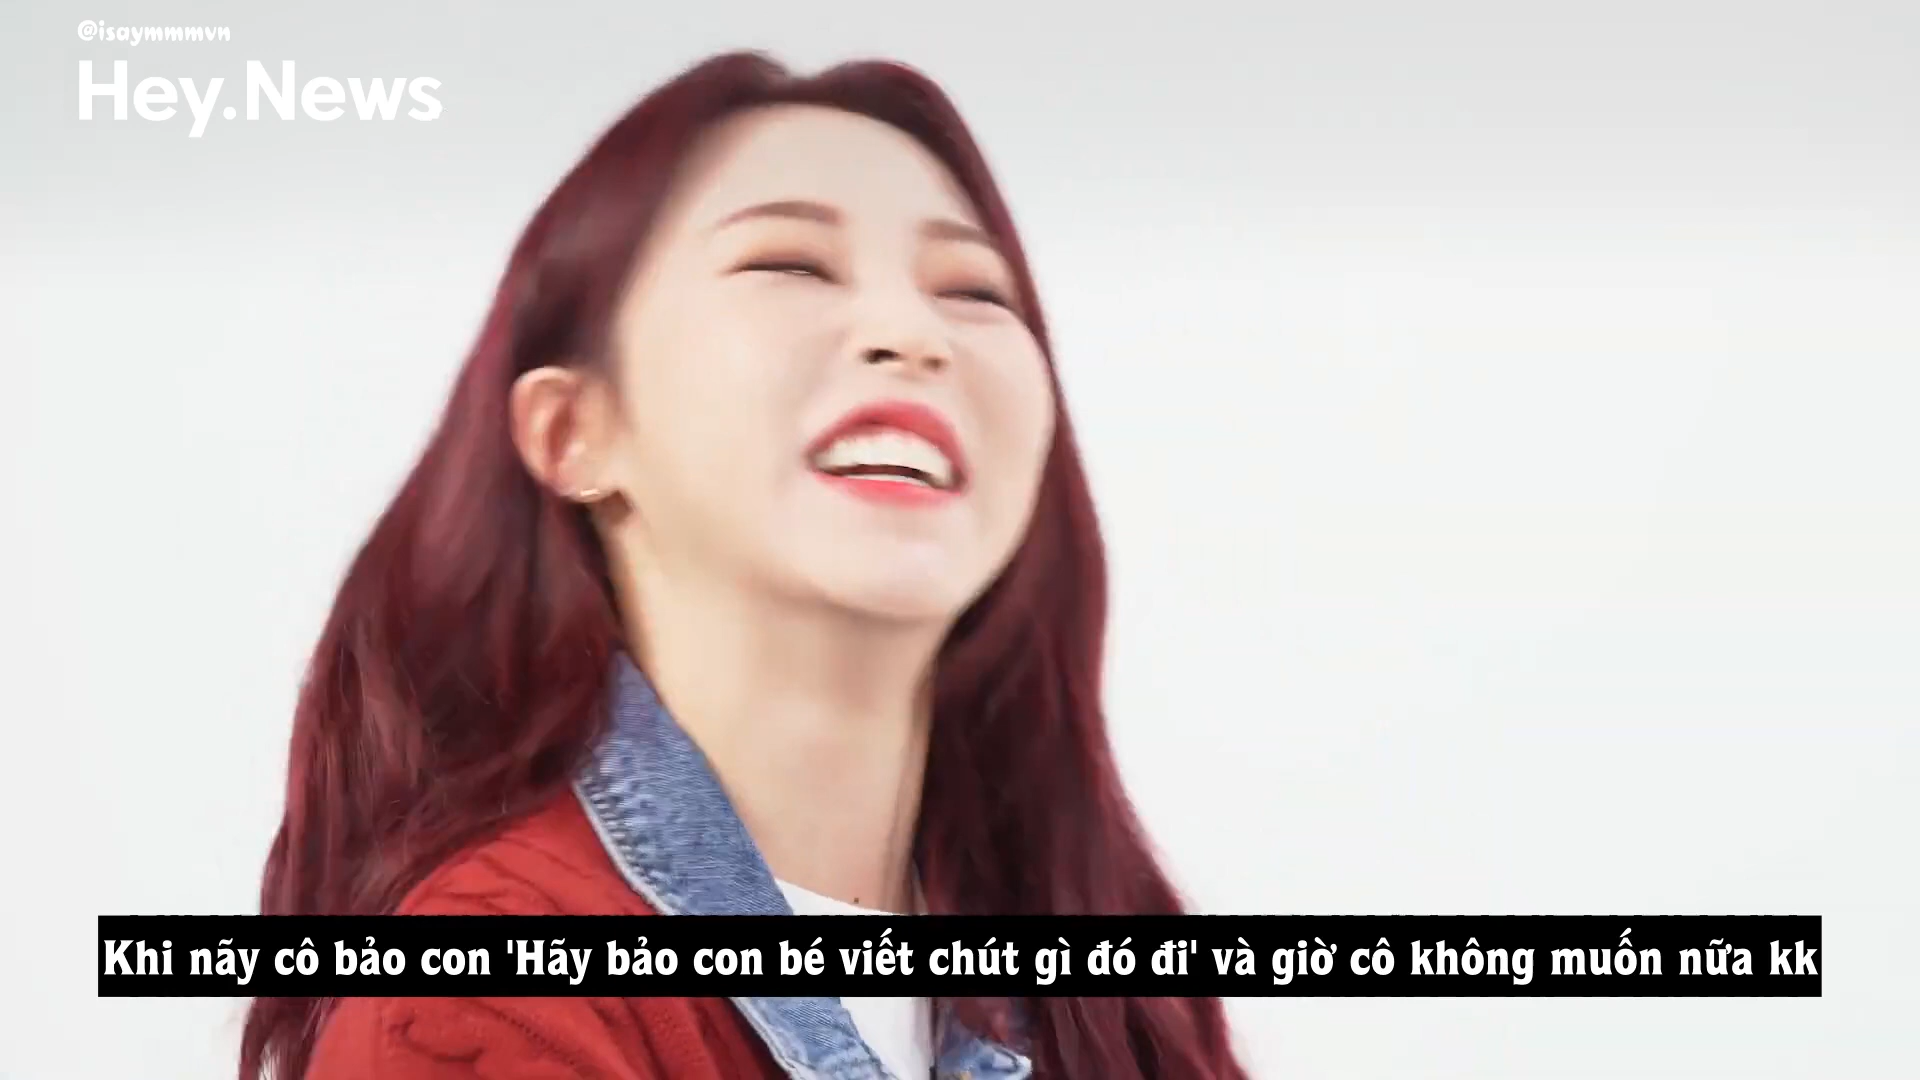 @isaymmmvn
Hey.News
Khi nãy cô bảo con 'Hãy bảo con bé viết chút gì đó đi' và giờ cô không muốn nữa kk